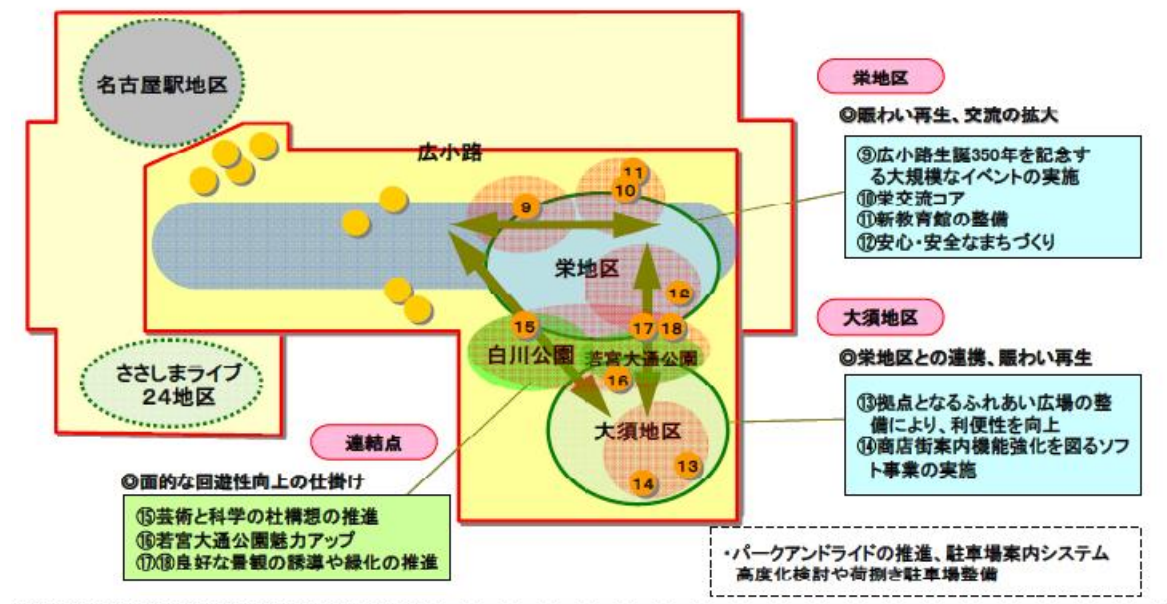 名古屋駅地区
広小路
⑪
⑩
⑨
栄地区
⑮
⑰
⑱
白川公園
若宮大通公園
⑯
ささしまライブ
24地区
大須地区
⑬
⑭
栄地区
◎賑わい再生、交流の拡大
⑨広小路生誕350年を記念す
る大規模なイベントの実施
⑩栄交流コア
⑪新教育館の整備
⑫安心・安全なまちづくり
大須地区
◎栄地区との連携、賑わい再生
⑬拠点となるふれあい広場の整
備により、利便性を向上
⑭商店街案内機能強化を図るソフ
ト事業の実施
連結点
◎面的な回遊性向上の仕掛け
⑮芸術と科学の杜構想の推進
⑯若宮大通公園魅力アップ
⑰⑱良好な景観の誘導や緑化の推進
・パークアンドライドの推進、駐車場案内システム
高度化検討や荷捌き駐車場整備